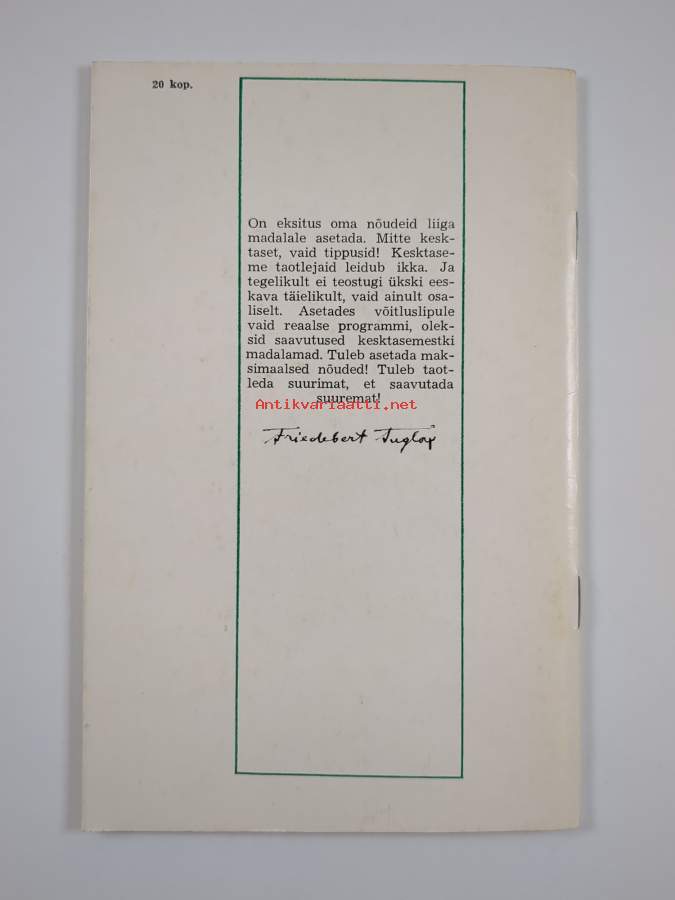 20 kop.
On eksitus oma nõudeid liiga
madalale asetada. Mitte kesk-
taset, vaid tippusid! Kesktase-
me taotlejaid leidub ikka. Ja
tegelikult ei teostugi ükski ees-
kava täielikult, vaid ainult osa-
liselt. Asetades võitluslipule
vaid reaalse programmi, olek-
sid saavutused kesktasemestki
madalamad. Tuleb asetada mak-
simaalsed nõuded! Tuleb taot-
leda suurimat, et saavutada
suuremat!
Antikvariaatti.net
Friedebert Tuglas